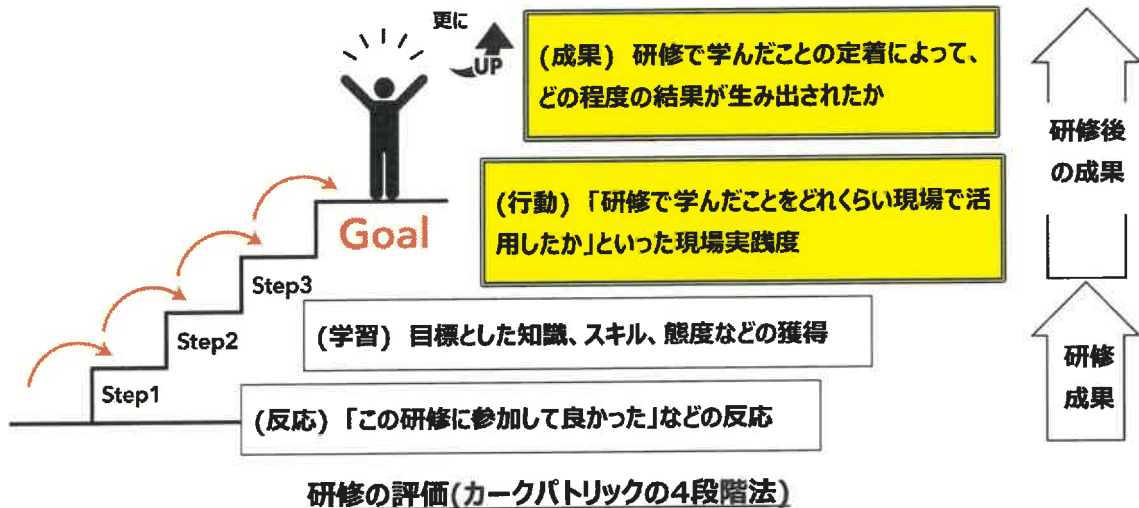 更に
UP
(成果) 研修で学んだことの定着によって、
どの程度の結果が生み出されたか
研修後
の成果
(行動)「研修で学んだことをどれくらい現場で活
用したか」といった現場実践度
Goal
Step3
(学習) 目標とした知識、スキル、態度などの獲得
Step2
研修
成果
Step1
(反応)「この研修に参加して良かった」などの反応
研修の評価(カークパトリックの4段階法)